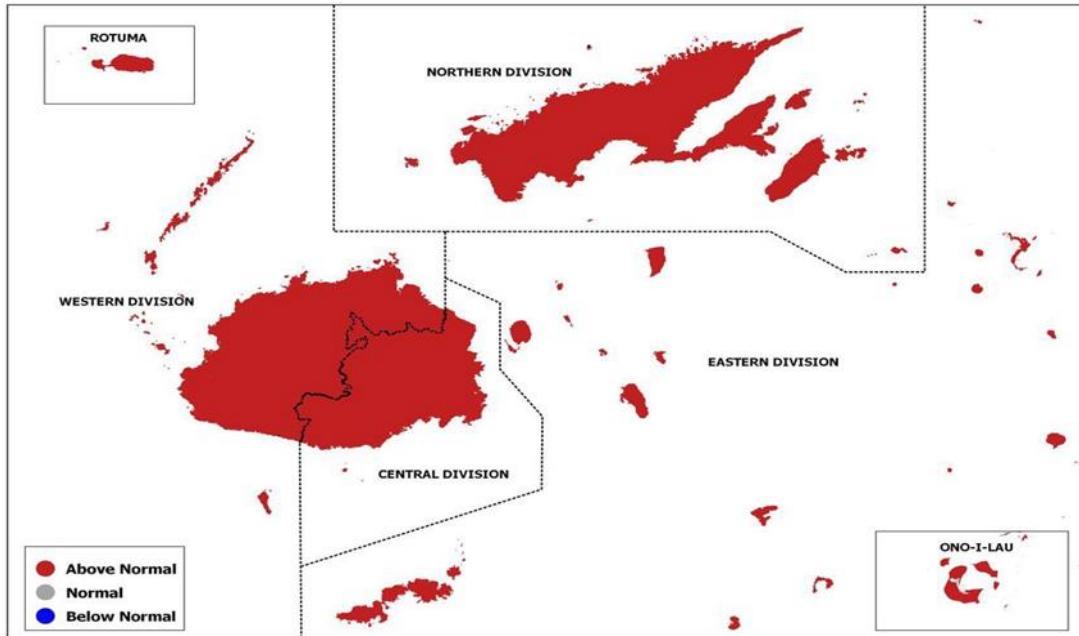 ROTUMA
NORTHERN DIVISION
WESTERN DIVISION
EASTERN DIVISION
CENTRAL DIVISION
ONO-I-LAU
Above Normal
Normal
Below Normal